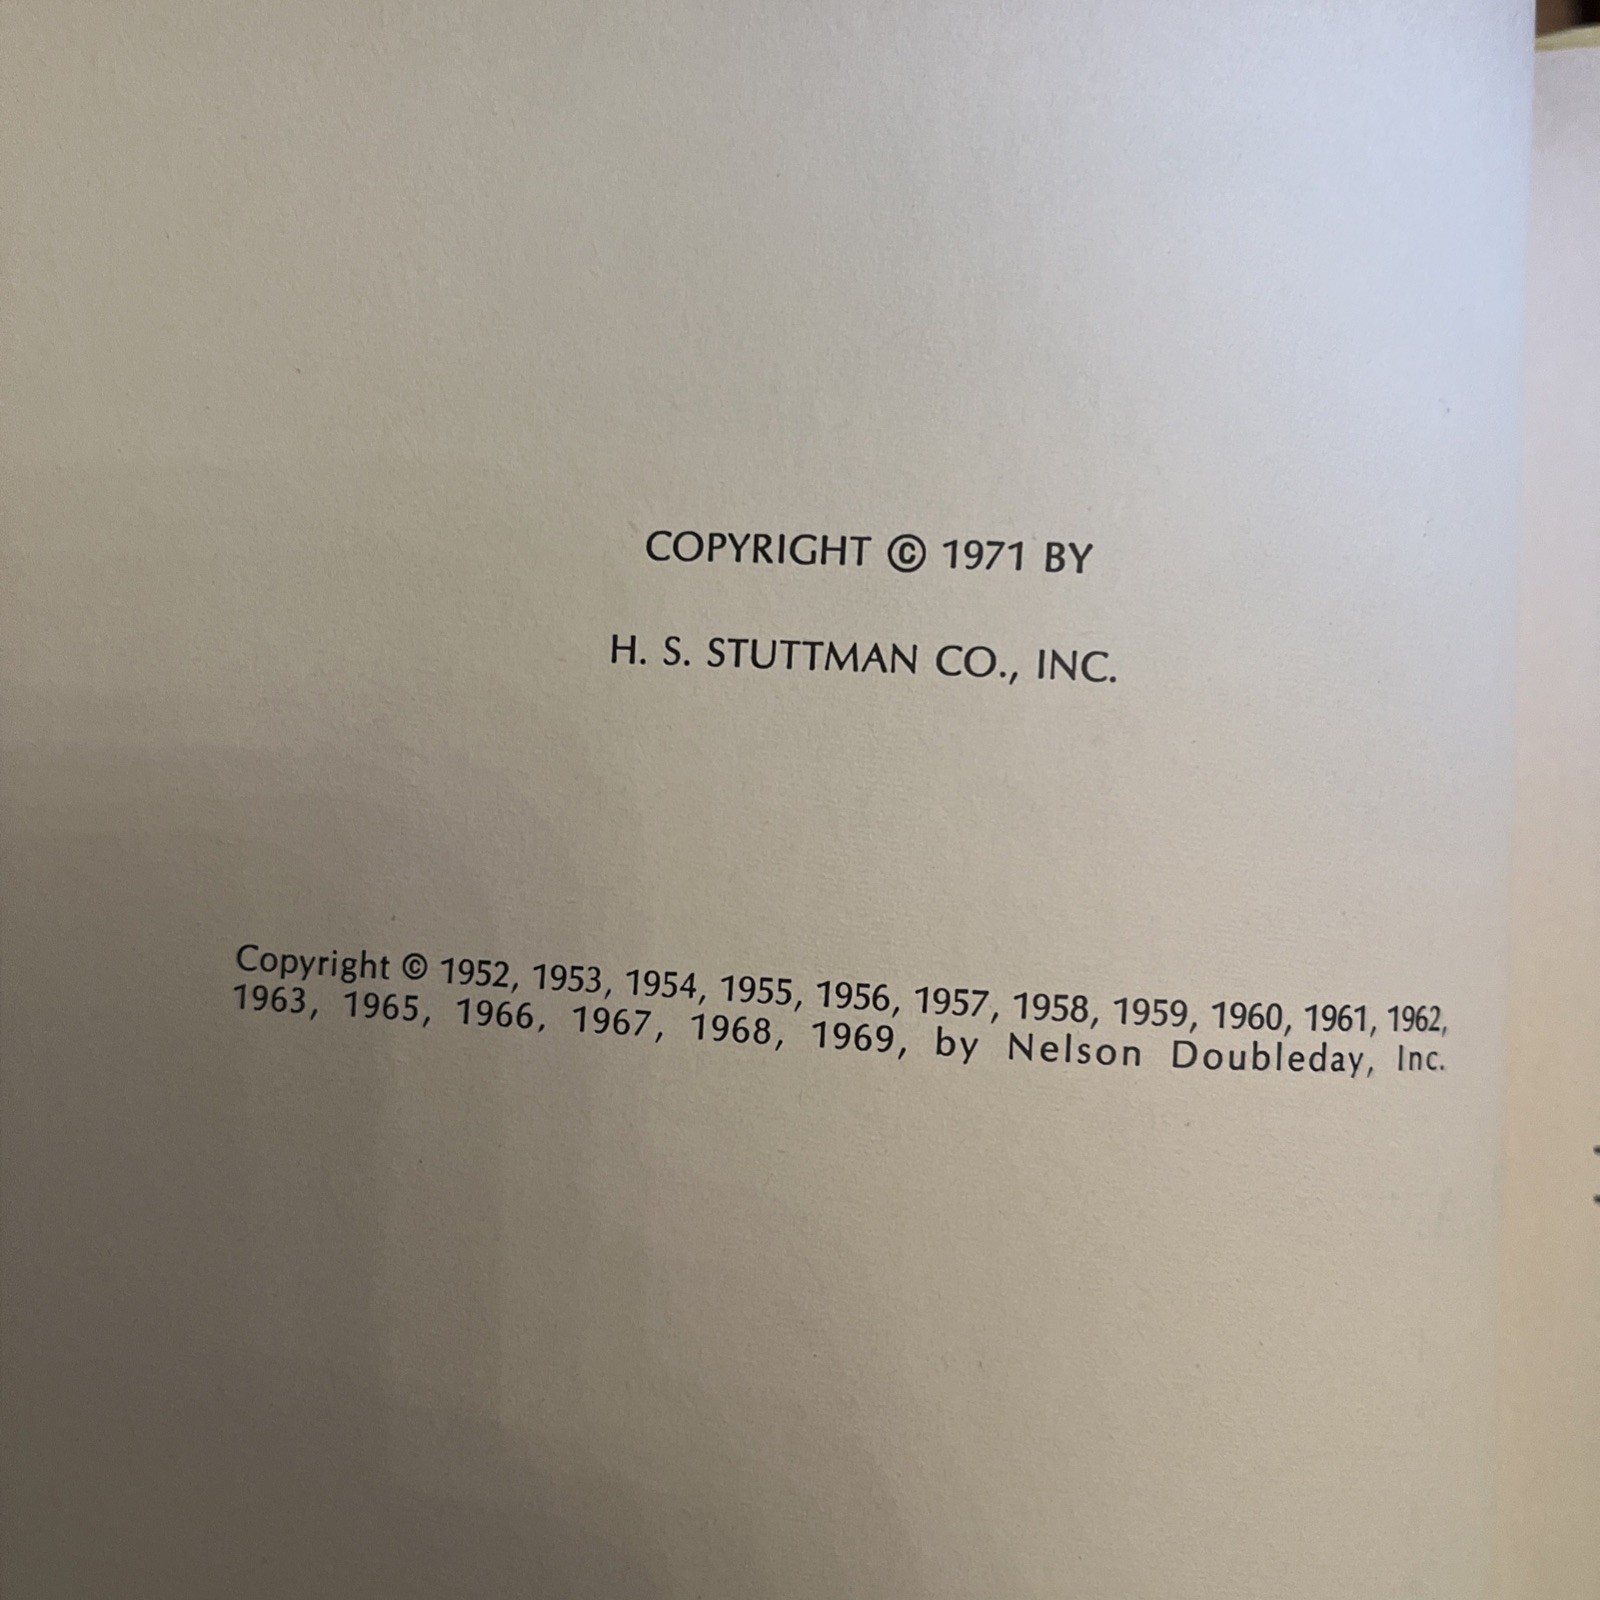 COPYRIGHT © 1971 BY
H. S. STUTTMAN CO., INC.
Copyright © 1952, 1953, 1954, 1955, 1956, 1957, 1958, 1959, 1960, 1961, 1962,
1963, 1965, 1966, 1967, 1968, 1969, by Nelson Doubleday, Inc.